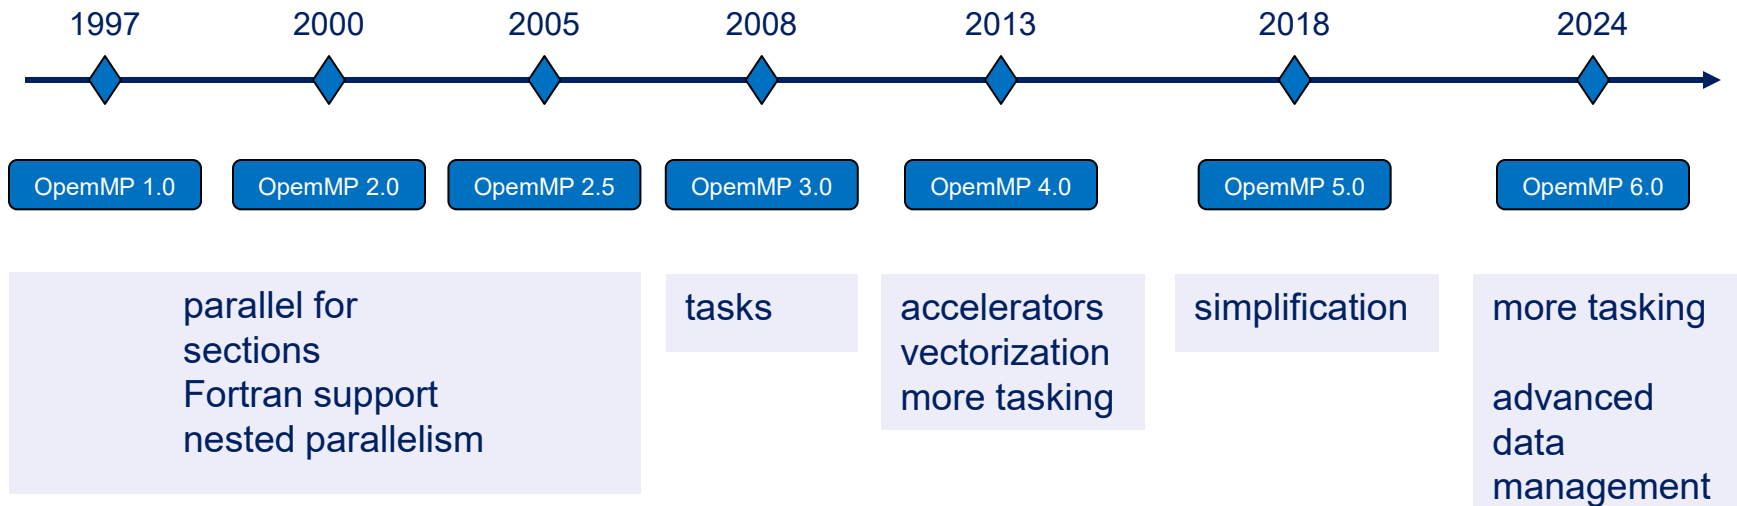 1997
2000
2005
2008
2013
2018
2024
OpemMP 1.0
OpemMP 2.0
OpemMP 2.5
OpemMP 3.0
OpemMP 4.0
OpemMP 5.0
OpemMP 6.0
parallel for
sections
Fortran support
nested parallelism
tasks
accelerators
vectorization
more tasking
simplification
more tasking
advanced
data
management